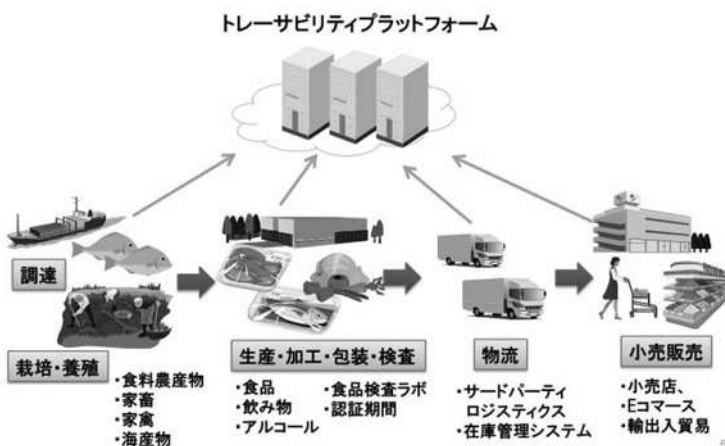 トレーサビリティプラットフォーム
調達
栽培・養殖
・食料農産物
・家畜
・家禽
・海産物
生産・加工・包装・検査
・食品
・飲み物
・アルコール
・食品検査ラボ
・認証期間
物流
・サードパーティ
ロジスティクス
・在庫管理システム
小売販売
・小売店、
・Eコマース
・輸出入貿易